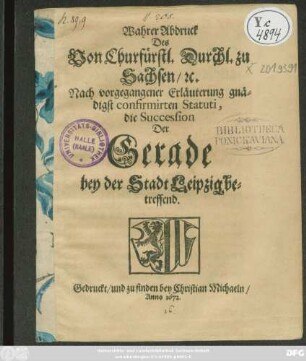 Wahrer Abdruck
Des
Von Churfürstl. Durchl. zu
Sachsen/ ꝛc.
Nach vorgegangener Erläuterung gnä-
digst confirmirten Statuti,
die Succession
Der
Gerade
bey der Stadt Leipzig be-
treffend.
Gedruckt/ und zu finden bey Christian Michaeln/
Anno 1672.
Yc
4894
UNIVERSITÄTS-BIBLIOTHEK
HALLE
(SAALE)
BIBLIOTHECA
PONICKAVIANA